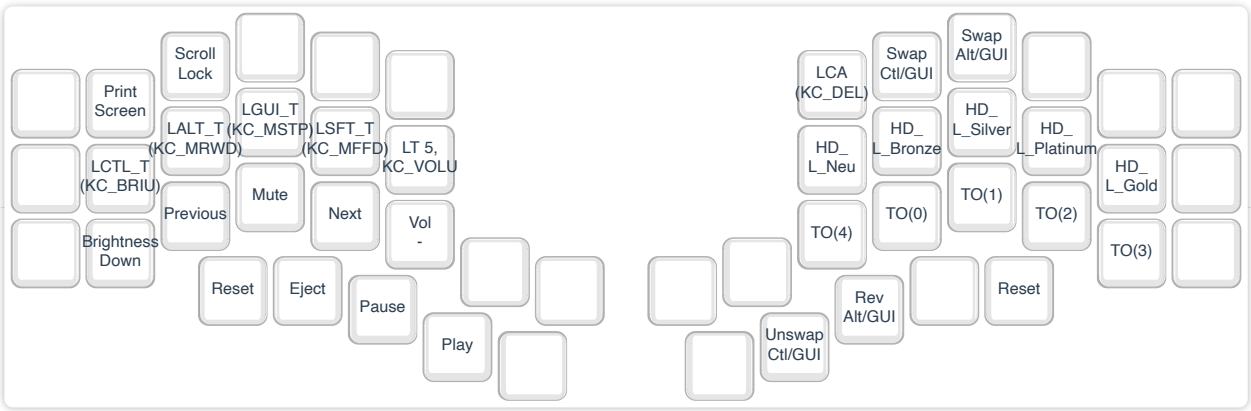 Print
Screen
Scroll
Lock
LCTL_T
(KC_BRIU)
LALT_T
(KC_MRWD)
LGUI_T
(KC_MSTP)
LSFT_T
(KC_MFFD)
LT 5,
KC_VOLU
Brightness
Down
Previous
Mute
Next
Vol
-
Reset
Eject
Pause
Play
LCA
(KC_DEL)
Swap
Ctl/GUI
Swap
Alt/GUI
HD_
L_Neu
HD_
L_Bronze
HD_
L_Silver
HD_
L_Platinum
HD_
L_Gold
TO(4)
TO(0)
TO(1)
TO(2)
TO(3)
Unswap
Ctl/GUI
Rev
Alt/GUI
Reset